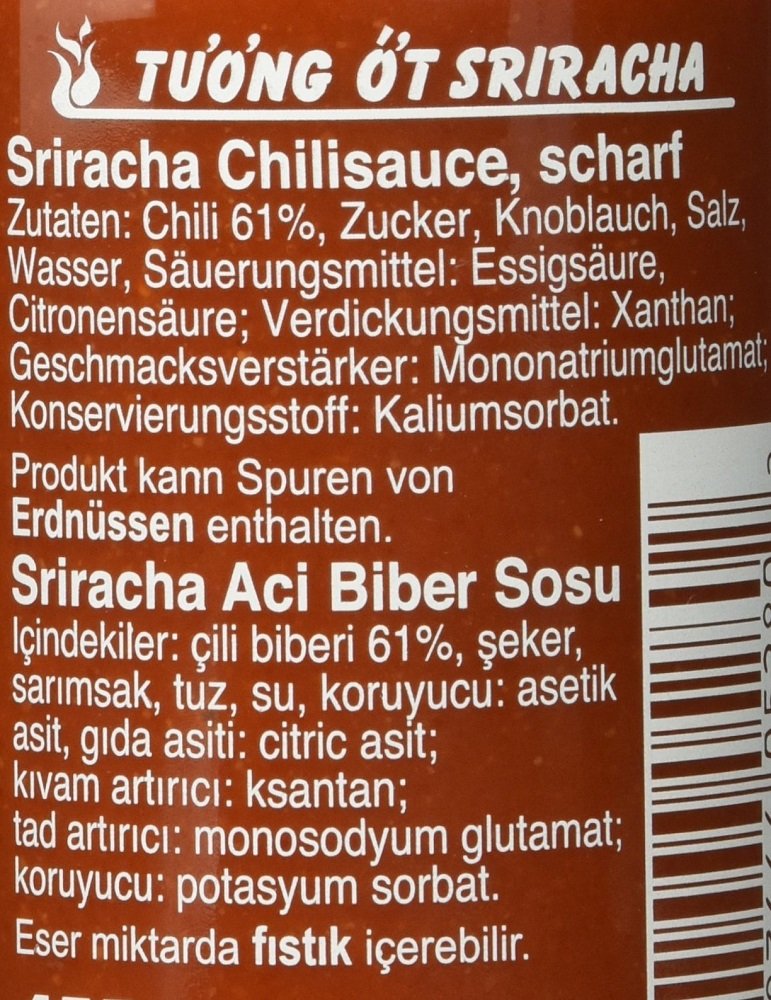 TƯƠNG ỚT SRIRACHA
Sriracha Chilisauce, scharf
Zutaten: Chili 61%, Zucker, Knoblauch, Salz,
Wasser, Säuerungsmittel: Essigsäure,
Citronensäure; Verdickungsmittel: Xanthan;
Geschmacksverstärker: Mononatriumglutamat;
Konservierungsstoff: Kaliumsorbat.
Produkt kann Spuren von
Erdnüssen enthalten.
Sriracha Aci Biber Sosu
Içindekiler: çili biberi 61%, şeker,
sarımsak, tuz, su, koruyucu: asetik
asit, gıda asiti: citric asit;
kıvam artırıcı: ksantan;
tad artırıcı: monosodyum glutamat;
koruyucu: potasyum sorbat.
Eser miktarda fıstık içerebilir.